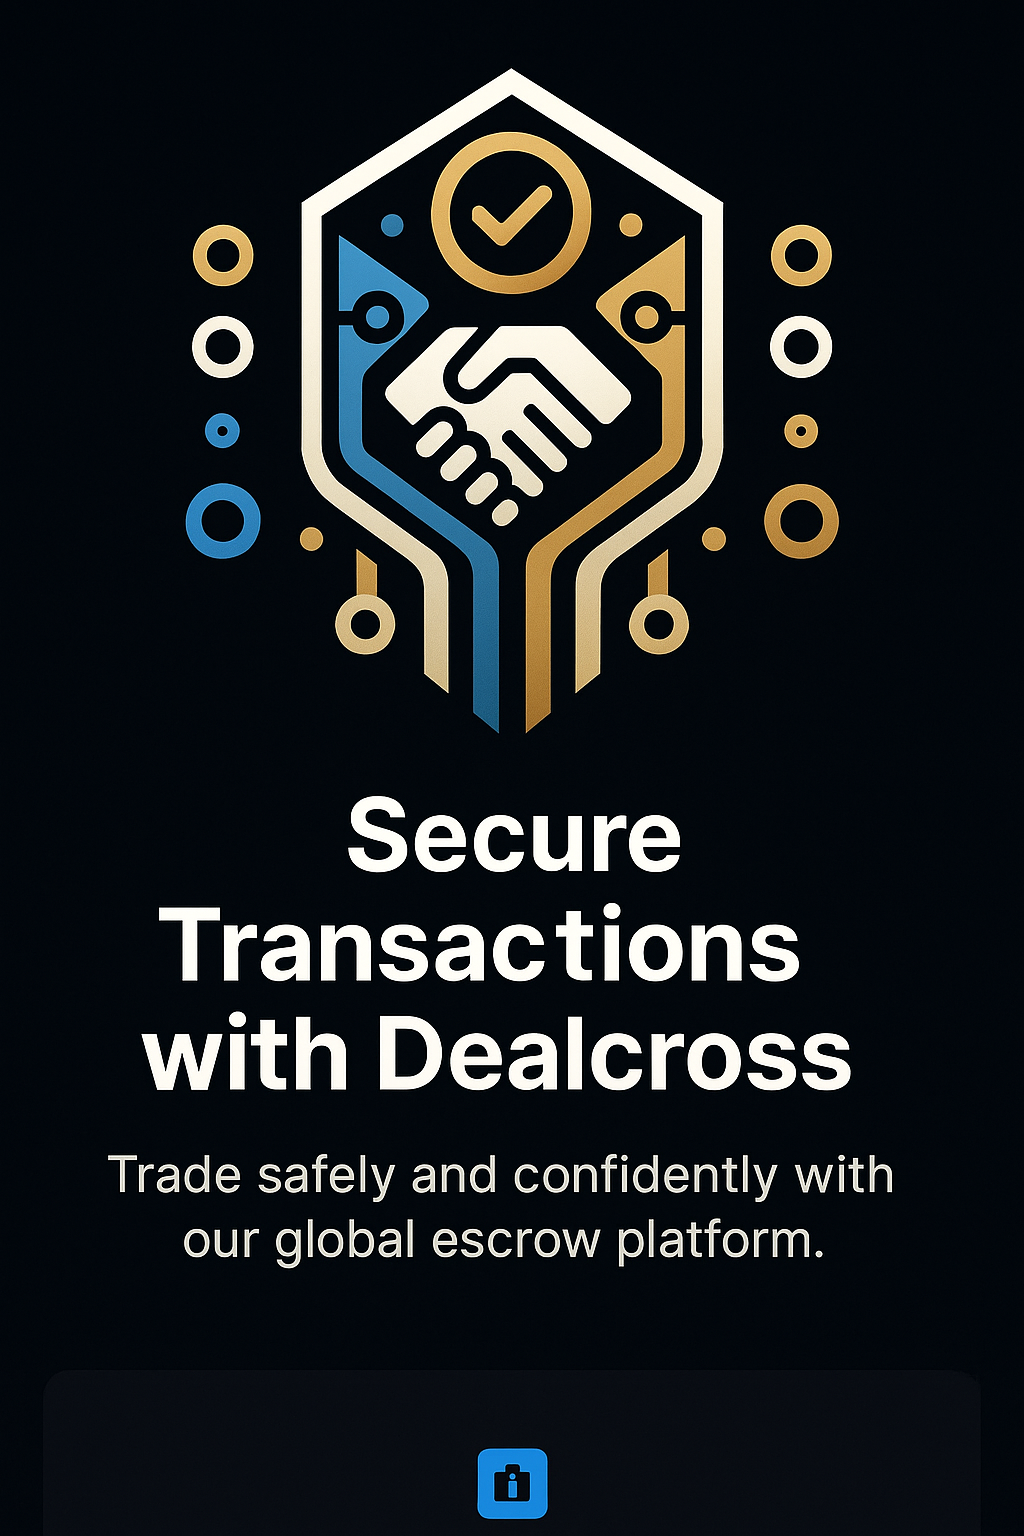 Secure
Transactions
with Dealcross
Trade safely and confidently with
our global escrow platform.